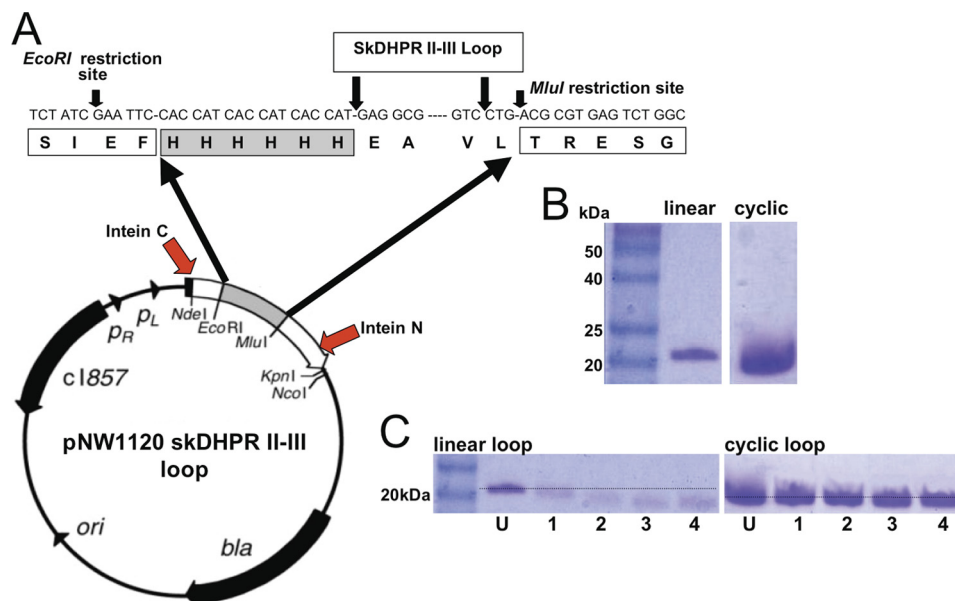 A
SkDHPR II-III Loop
EcoRI restriction
site
MluI restriction site
TCT ATC GAA TTC-CAC CAT CAC CAT CAC CAT-GAG GCG ---- GTC CTG-ACG CGT GAG TCT GGC
S I E F H H H H H H E A V L T R E S G
B
kDa
linear
cyclic
50
40
25
20
Intein C
NdeI
EcoRI
MluI
Intein N
KpnI
NcoI
pR
pL
cI857
pNW1120 skDHPR II-III
loop
ori
bla
C
linear loop
cyclic loop
20kDa
U 1 2 3 4
U 1 2 3 4